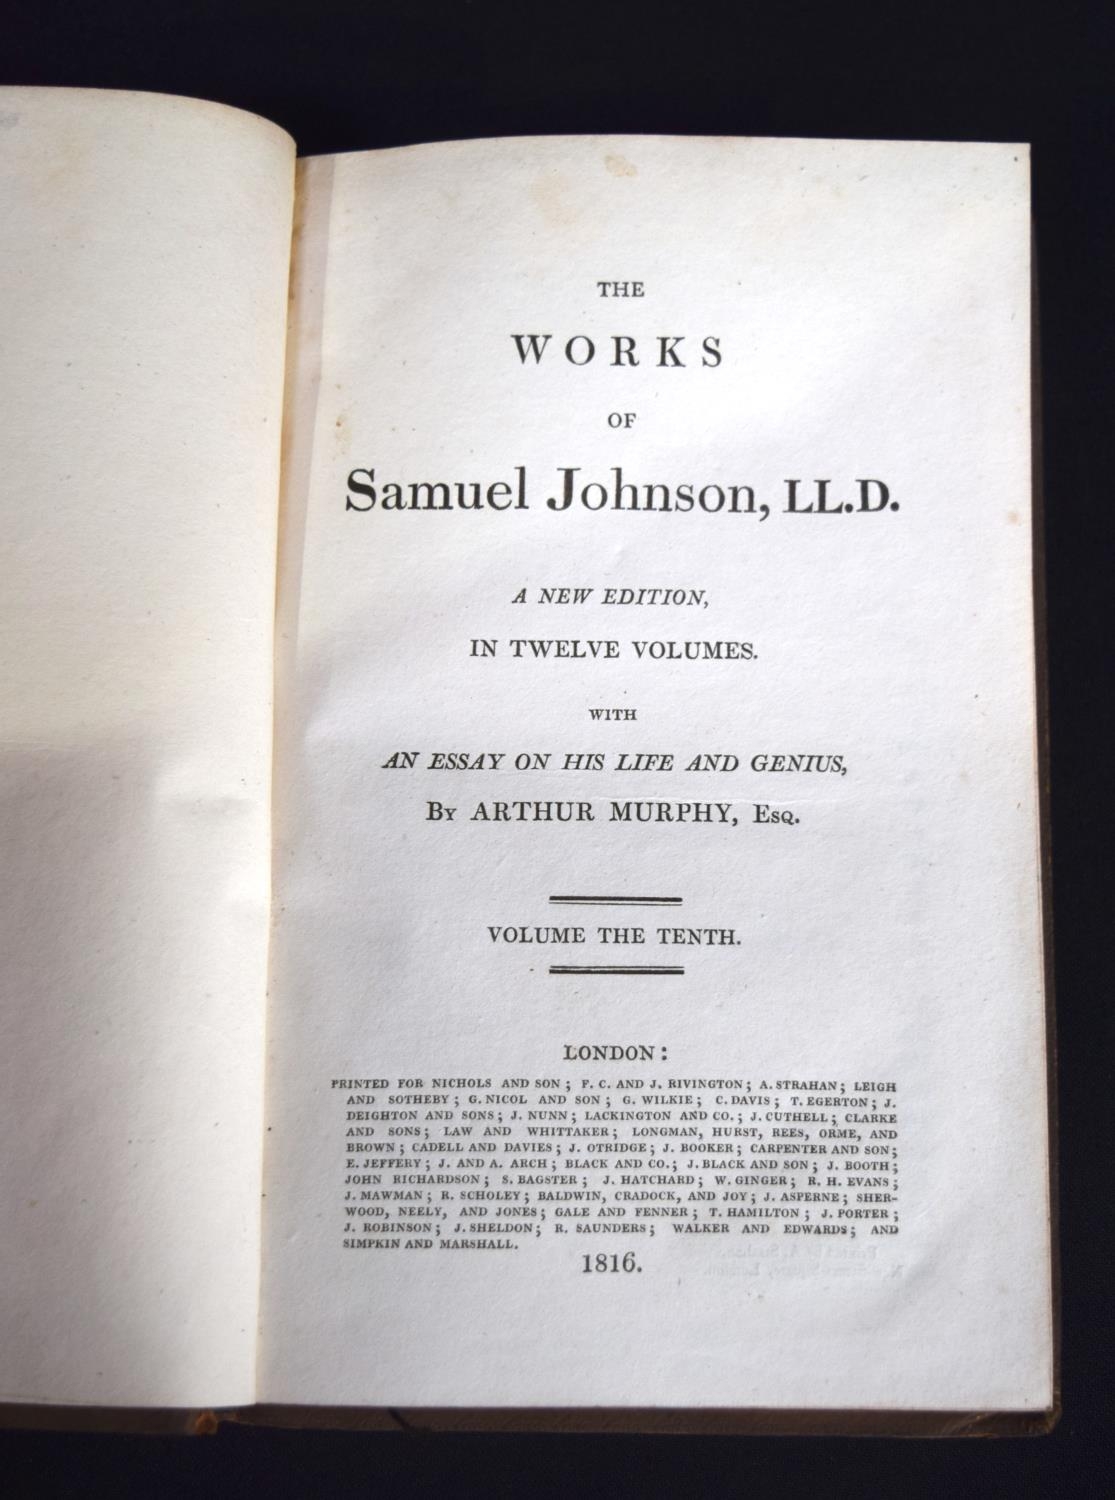 THE
WORKS
OF
Samuel Johnson, LL.D.
A NEW EDITION,
IN TWELVE VOLUMES.
WITH
AN ESSAY ON HIS LIFE AND GENIUS,
BY ARTHUR MURPHY, ESQ.
VOLUME THE TENTH.
LONDON:
PRINTED FOR NICHOLS AND SON; F. C. AND J. RIVINGTON; A. STRAHAN; LEIGH
AND SOTHEBY; G. NICOL AND SON; G. WILKIE; C. DAVIS; T. EGERTON; J.
DEIGHTON AND SONS; J. NUNN; LACKINGTON AND CO.; J. CUTHELL; CLARKE
AND SONS; LAW AND WHITTAKER; LONGMAN, HURST, REES, ORME, AND
BROWN; CADELL AND DAVIES; J. OTRIDGE; J. BOOKER; CARPENTER AND SON;
E. JEFFERY; J. AND A. ARCH; BLACK AND CO.; J. BLACK AND SON; J. BOOTH;
JOHN RICHARDSON; S. BAGSTER; J. HATCHARD; W. GINGER; R. H. EVANS;
J. MAWMAN; R. SCHOLEY; BALDWIN, CRADOCK, AND JOY; J. ASPERNE; SHER-
WOOD, NEELY, AND JONES; GALE AND FENNER; T. HAMILTON; J. PORTER;
J. ROBINSON; J. SHELDON; R. SAUNDERS; WALKER AND EDWARDS; AND
SIMPKIN AND MARSHALL.
1816.